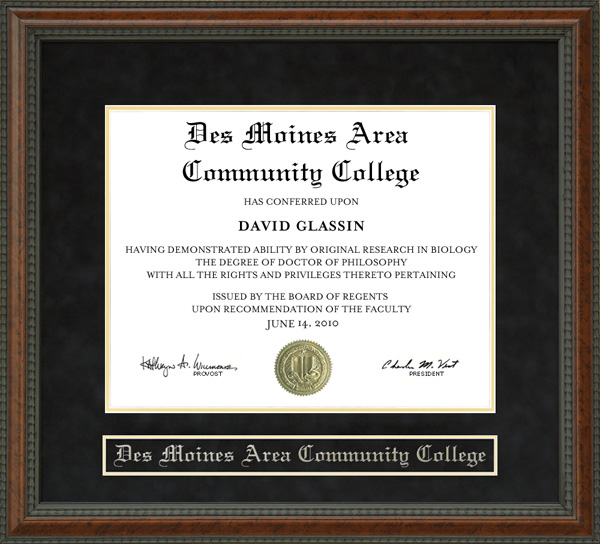 Des Moines Area
Community College
HAS CONFERRED UPON
DAVID GLASSIN
HAVING DEMONSTRATED ABILITY BY ORIGINAL RESEARCH IN BIOLOGY
THE DEGREE OF DOCTOR OF PHILOSOPHY
WITH ALL THE RIGHTS AND PRIVILEGES THERETO PERTAINING
ISSUED BY THE BOARD OF REGENTS
UPON RECOMMENDATION OF THE FACULTY
JUNE 14, 2010
Charles M. Vest
PROVOST
PRESIDENT
Des Moines Area Community College